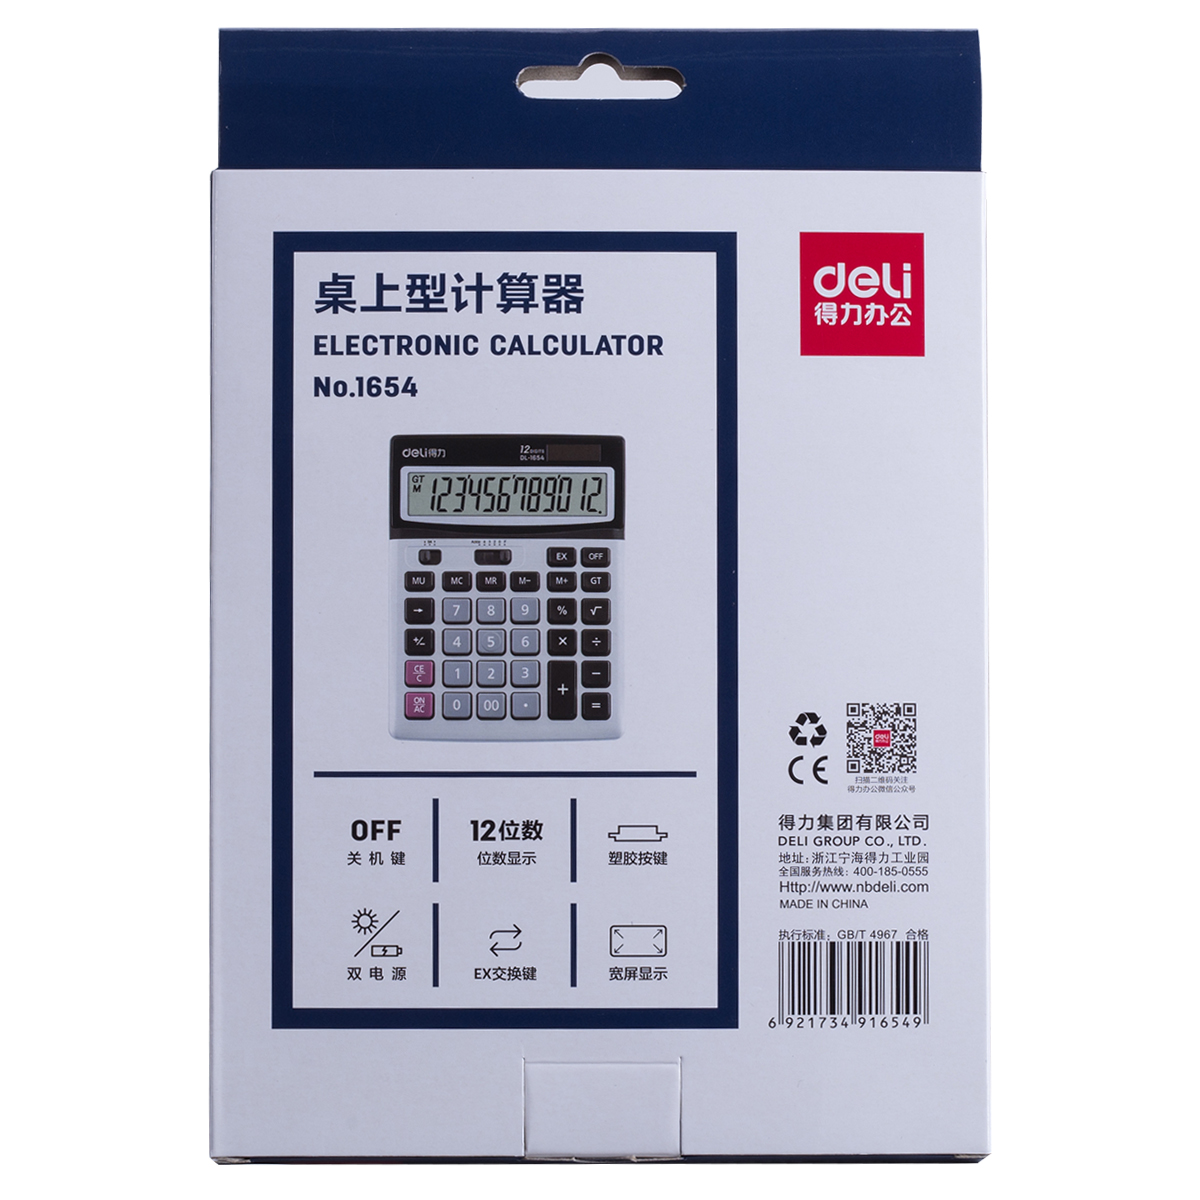 桌上型计算器
ELECTRONIC CALCULATOR
No.1654
deli
得力办公
deli得力
12 DIGITS
DL-1654
GT
M
123456789012.
EX OFF
MU MC MR M- M+ GT
→ 7 8 9 % √
+/- 4 5 6 × ÷
CE/C 1 2 3 + -
ON/AC 0 00 · =
OFF
关机键
12位数
位数显示
塑胶按键
双电源
EX交换键
宽屏显示
CE
deli
扫描二维码关注
得力办公微信公众号
得力集团有限公司
DELI GROUP CO., LTD.
地址: 浙江宁海得力工业园
全国服务热线: 400-185-0555
Http://www.nbdeli.com
MADE IN CHINA
执行标准: GB/T 4967 合格
6 921734 916549